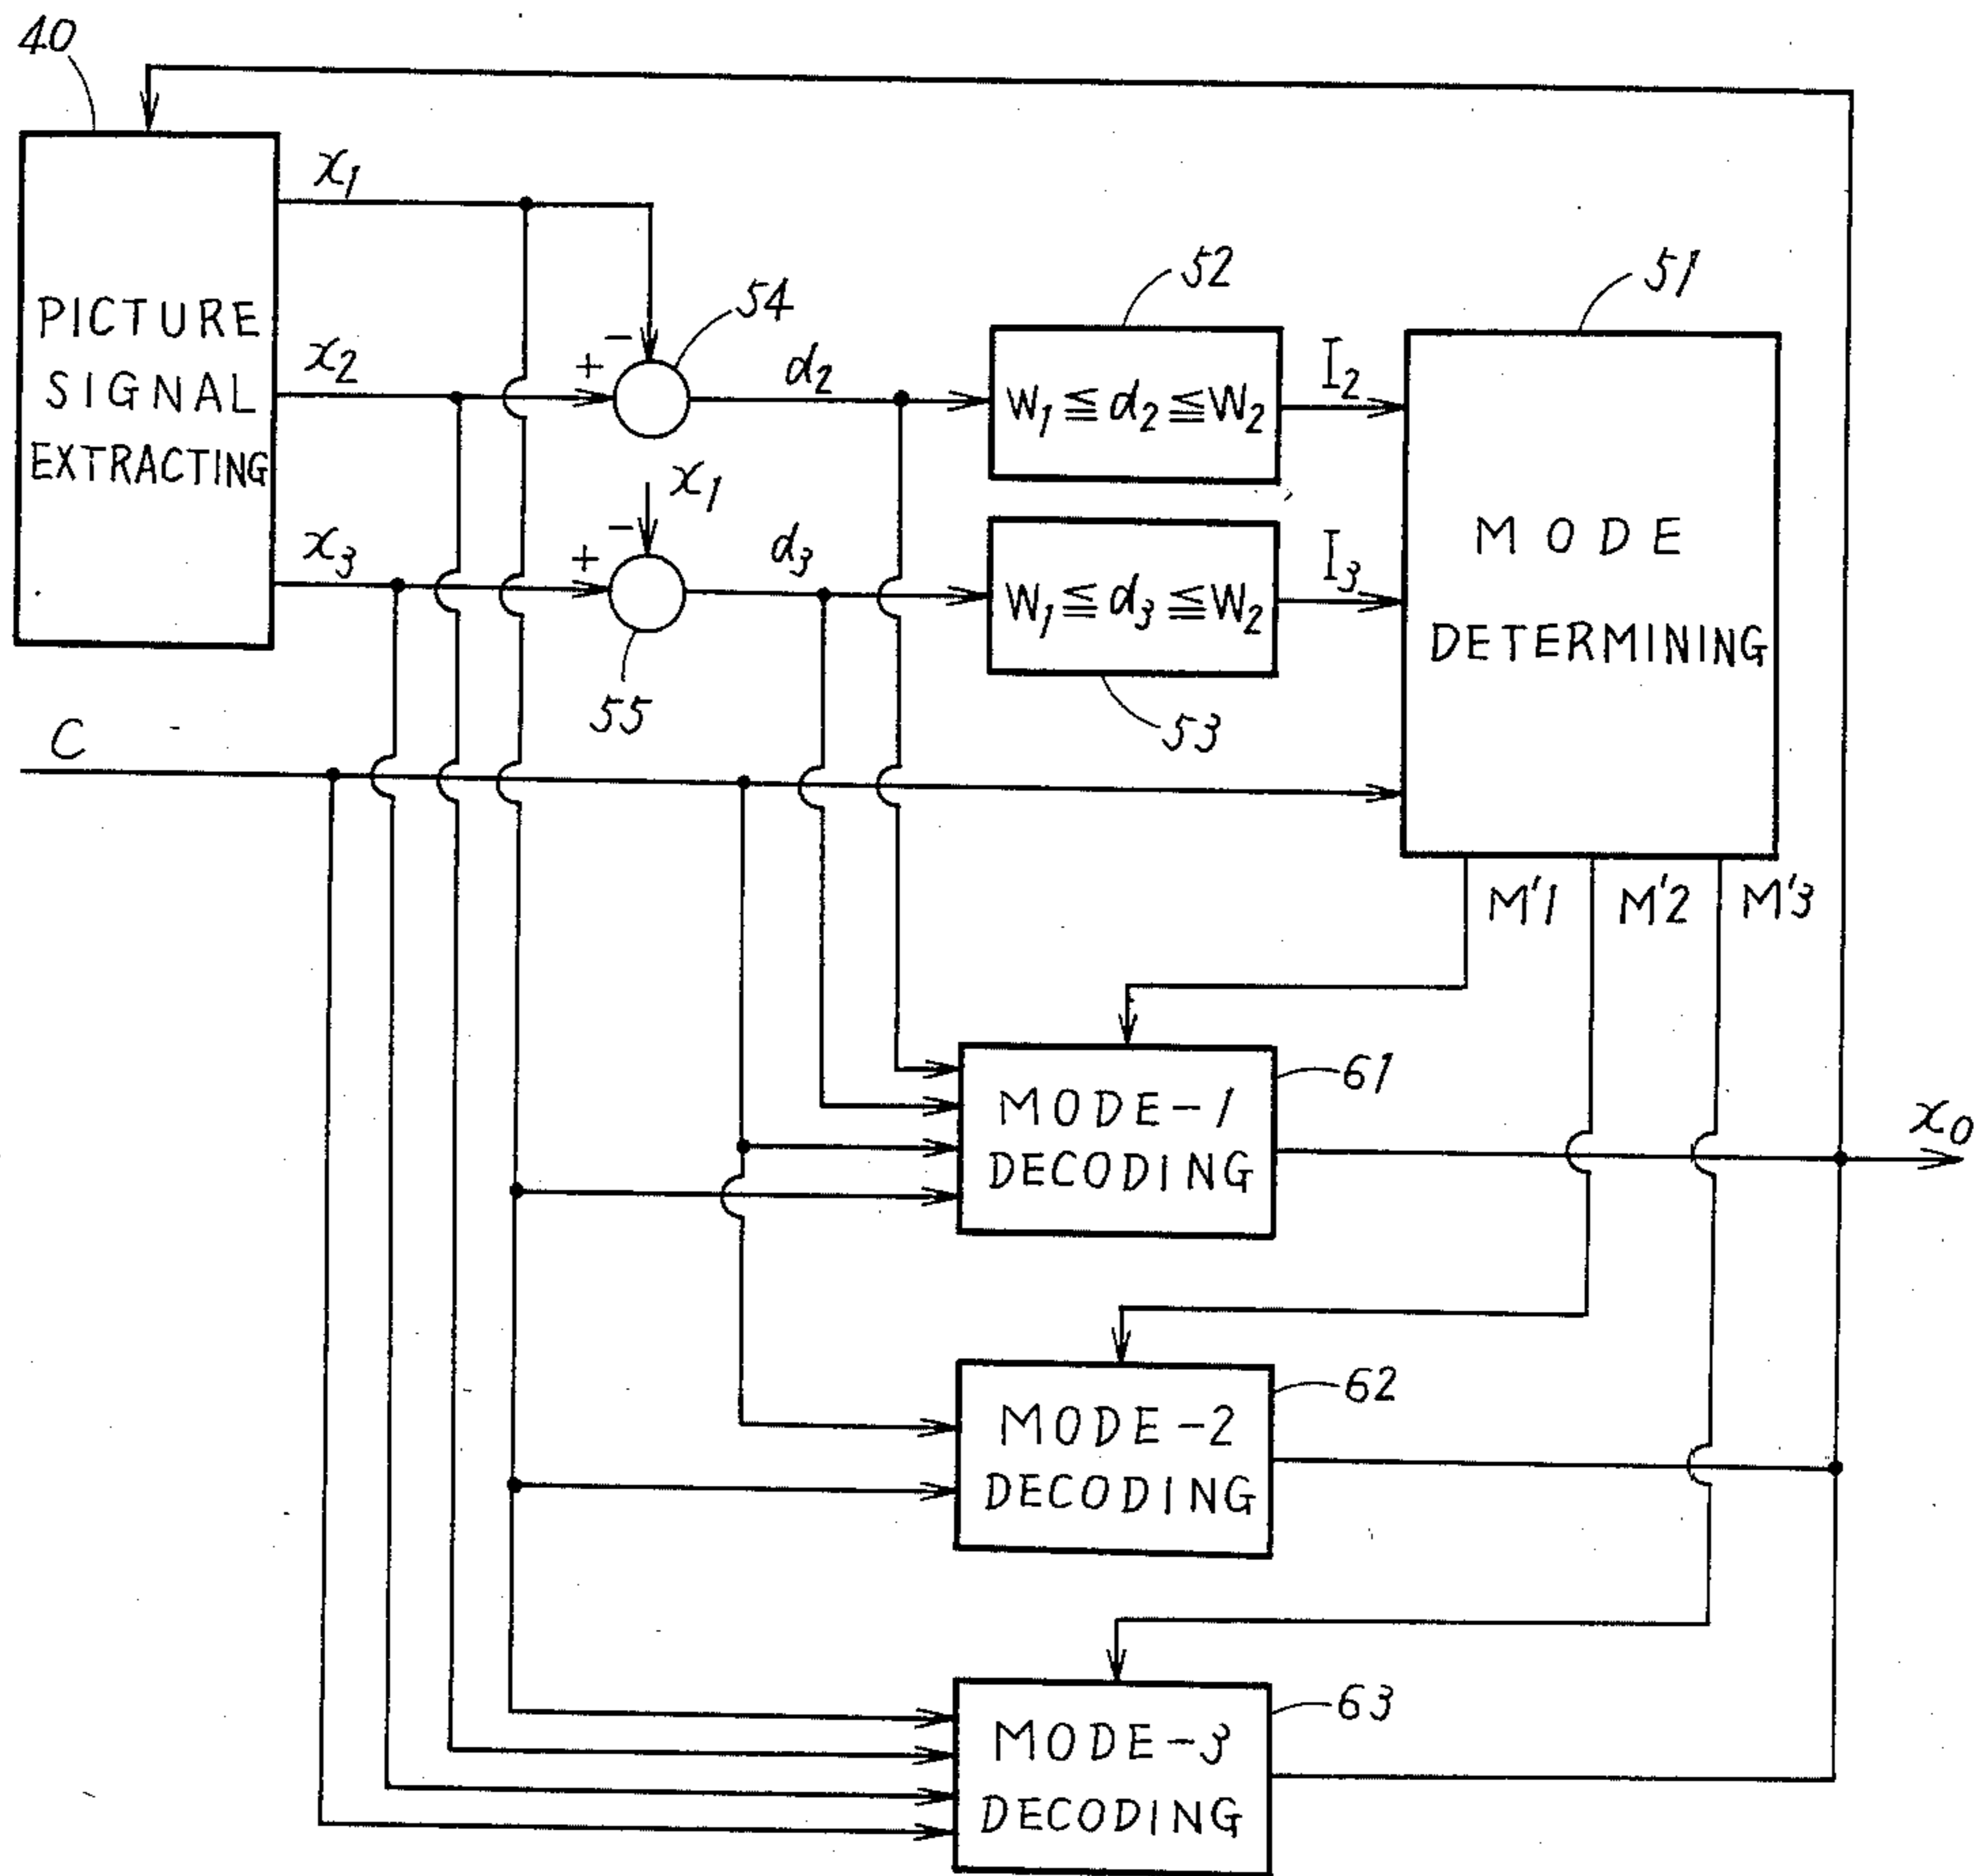 40
x₁
PICTURE
SIGNAL
EXTRACTING
x₂
x₃
− 
+
54
d₂
52
W₁ ≦ d₂ ≦ W₂
I₂
51
MODE
DETERMINING
x₁
−
+
55
d₃
W₁ ≦ d₃ ≦ W₂
53
I₃
C
M'1
M'2
M'3
MODE-1
DECODING
61
x₀
MODE-2
DECODING
62
MODE-3
DECODING
63